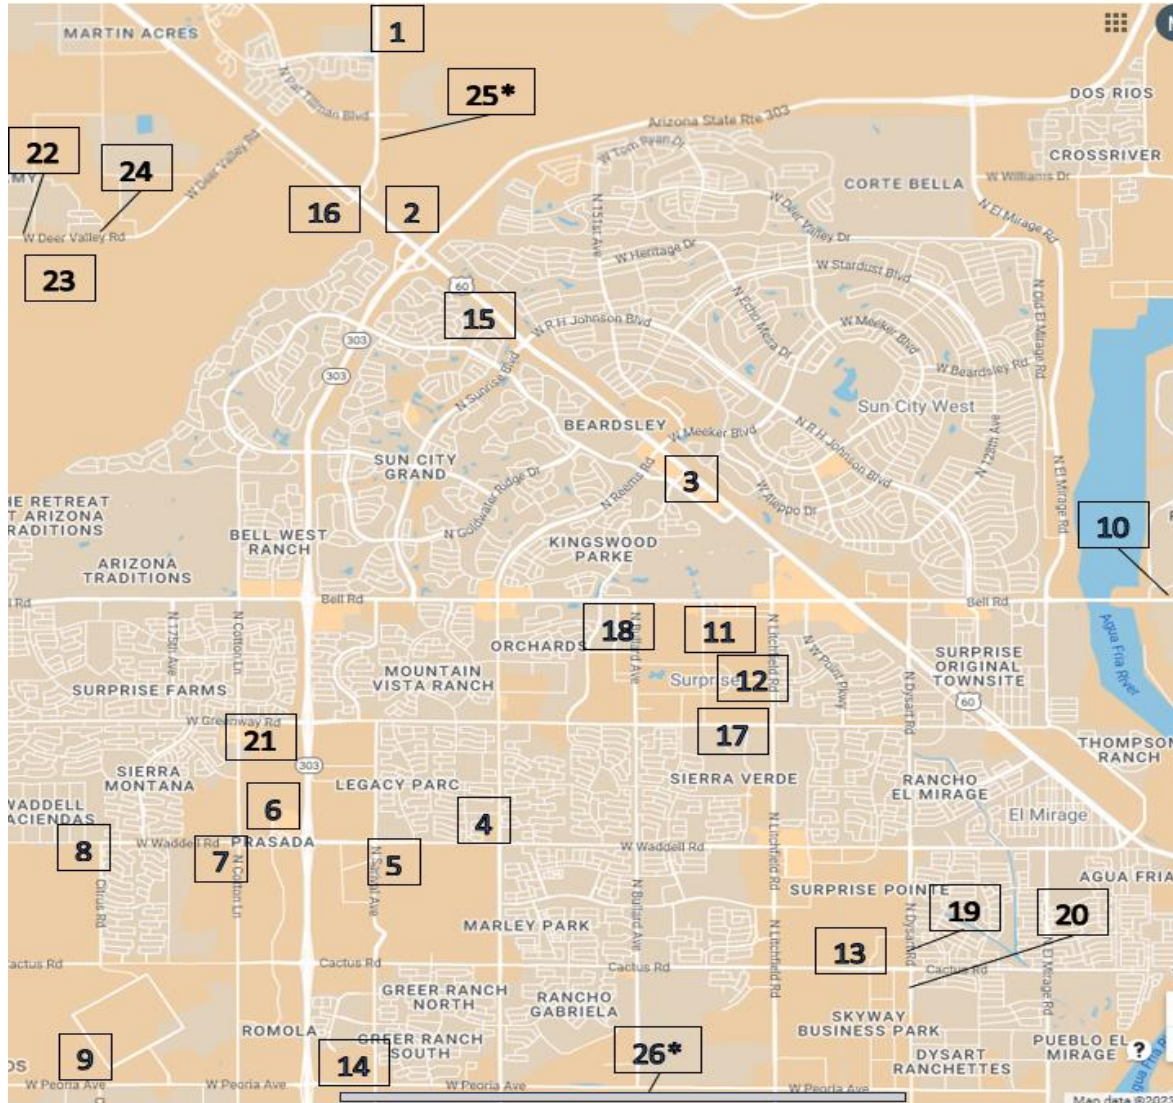 MARTIN ACRES
1
25*
N Pat Tillman Blvd
Arizona State Rte 303
DOS RIOS
22
24
W Deer Valley Rd
W Tom Ryan Dr
CROSSRIVER
CORTE BELLA
W Williams Dr
16
2
N 151st Ave
W Deer Valley Dr
N El Mirage Rd
W Deer Valley Rd
23
W Heritage Dr
W Stardust Blvd
60
N Echo Mesa Dr
N Old El Mirage Rd
15
W R H Johnson Blvd
W Meeker Blvd
303
303
N Sunrise Blvd
W Beardsley Rd
Sun City West
BEARDSLEY
W Meeker Blvd
N R H Johnson Blvd
N 128th Ave
SUN CITY
GRAND
N Reems Rd
3
N Goldwater Ridge Dr
W Aleppo Dr
N El Mirage Rd
HE RETREAT
T ARIZONA
RADITIONS
BELL WEST
RANCH
KINGSWOOD
PARKE
10
ARIZONA
TRADITIONS
ll Rd
Bell Rd
Bell Rd
N 175th Ave
N Cotton Ln
18
N Bullard Ave
11
N Litchfield Rd
N W Point Pkwy
Agua Fria River
ORCHARDS
MOUNTAIN
VISTA RANCH
Surprise
12
N Dysart Rd
SURPRISE
ORIGINAL
TOWNSITE
SURPRISE FARMS
W Greenway Rd
60
21
17
THOMPSON
RANCH
303
SIERRA
MONTANA
LEGACY PARC
SIERRA VERDE
RANCHO
EL MIRAGE
WADDELL
ACIENDAS
6
4
El Mirage
8
W Waddell Rd
PRASADA
W Waddell Rd
N Litchfield Rd
7
5
N Sarival Ave
AGUA FRIA
Citrus Rd
N Cotton Ln
N Bullard Ave
SURPRISE POINTE
19
20
MARLEY PARK
N Litchfield Rd
N Dysart Rd
13
N El Mirage Rd
Cactus Rd
Cactus Rd
Cactus Rd
Cactus Rd
GREER RANCH
NORTH
RANCHO
GABRIELA
SKYWAY
BUSINESS PARK
ROMOLA
9
14
GREER RANCH
SOUTH
26*
PUEBLO EL
MIRAGE
?
DYSART
RANCHETTES
OS
W Peoria Ave
W Peoria Ave
W Peoria Ave
W Peoria Ave